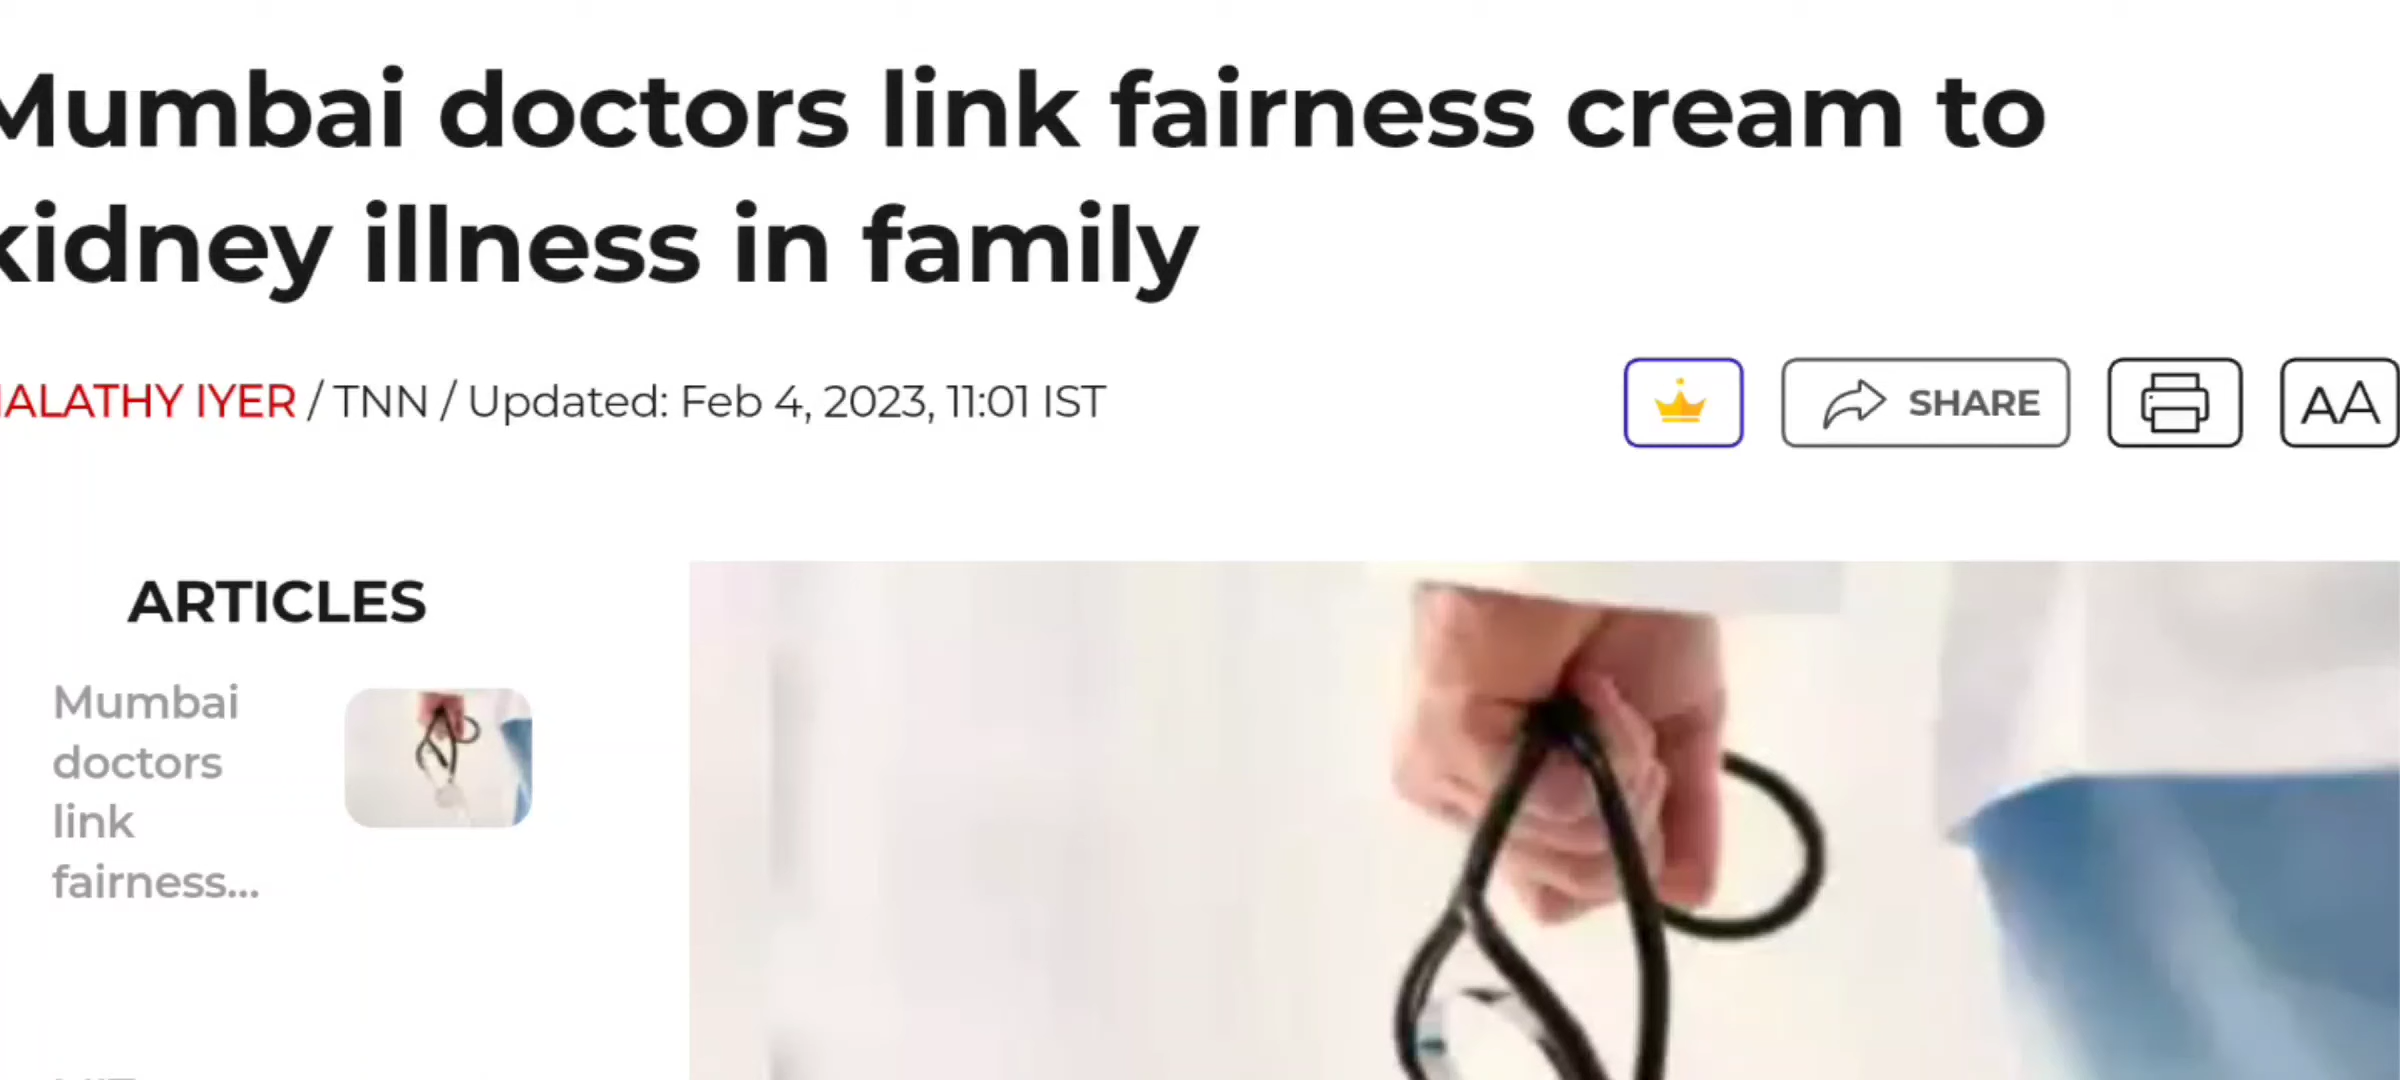 Mumbai doctors link fairness cream to
kidney illness in family
ALATHY IYER / TNN / Updated: Feb 4, 2023, 11:01 IST
SHARE
AA
ARTICLES
Mumbai
doctors
link
fairness...